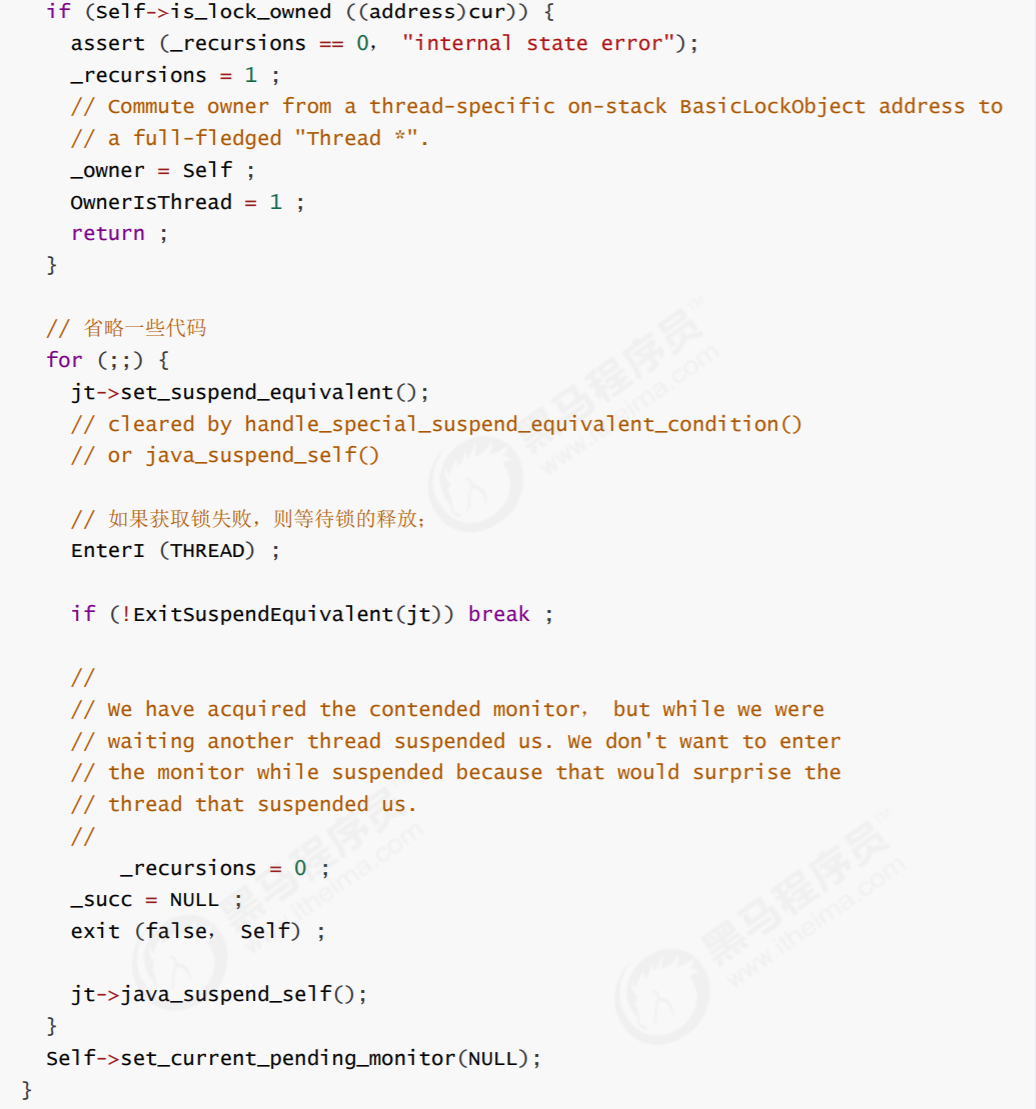 if (Self->is_lock_owned ((address)cur)) {
assert (_recursions == 0, "internal state error");
_recursions = 1 ;
// Commute owner from a thread-specific on-stack BasicLockObject address to
// a full-fledged "Thread *".
_owner = Self ;
OwnerIsThread = 1 ;
return ;
}
// 省略一些代码
for (;;) {
jt->set_suspend_equivalent();
// cleared by handle_special_suspend_equivalent_condition()
// or java_suspend_self()
// 如果获取锁失败，则等待锁的释放；
EnterI (THREAD) ;
if (!ExitSuspendEquivalent(jt)) break ;
//
// We have acquired the contended monitor, but while we were
// waiting another thread suspended us. We don't want to enter
// the monitor while suspended because that would surprise the
// thread that suspended us.
//
_recursions = 0 ;
_succ = NULL ;
exit (false, Self) ;
jt->java_suspend_self();
}
Self->set_current_pending_monitor(NULL);
}
黑马程序员™
www.itheima.com
黑马程序员™
www.itheima.com
黑马程序员™
www.itheima.com